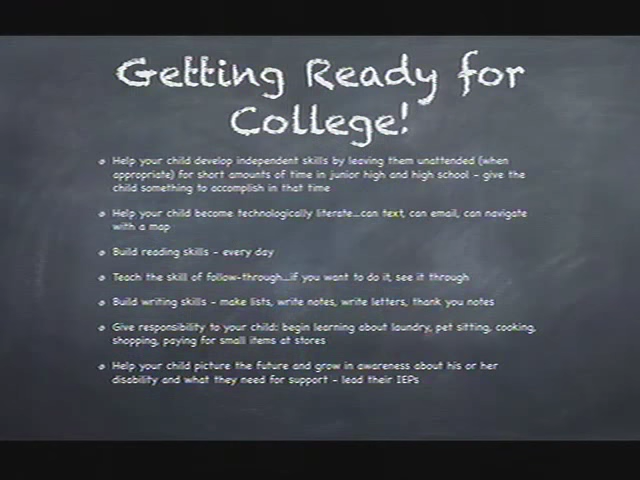 Getting Ready for
College!
Help your child develop independent skills by leaving them unattended (when
appropriate) for short amounts of time in junior high and high school – give the
child something to accomplish in that time
Help your child become technologically literate...can text, can email, can navigate
with a map
Build reading skills – every day
Teach the skill of follow-through...if you want to do it, see it through
Build writing skills – make lists, write notes, write letters, thank you notes
Give responsibility to your child: begin learning about laundry, pet sitting, cooking,
shopping, paying for small items at stores
Help your child picture the future and grow in awareness about his or her
disability and what they need for support – lead their IEPs